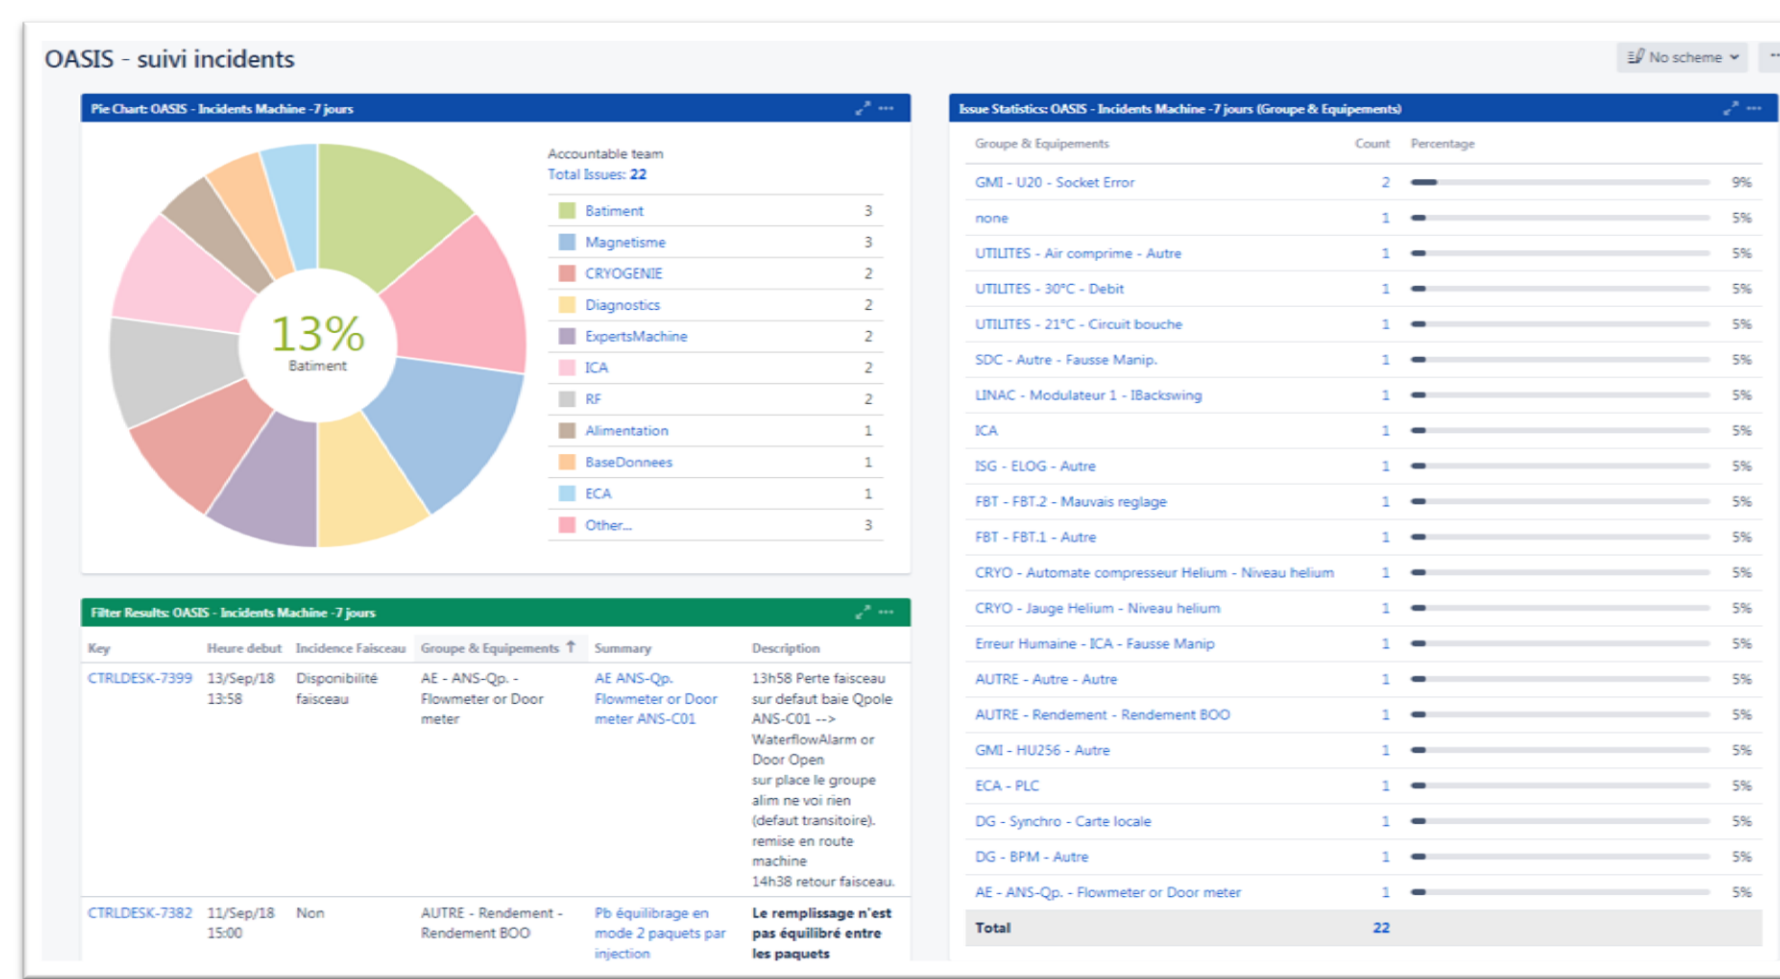 OASIS - suivi incidents
No scheme
Pie Chart: OASIS - Incidents Machine -7 jours
13%
Batiment
Accountable team
Total Issues: 22
Batiment 3
Magnetisme 3
CRYOGENIE 2
Diagnostics 2
ExpertsMachine 2
ICA 2
RF 2
Alimentation 1
BaseDonnees 1
ECA 1
Other... 3
Filter Results: OASIS - Incidents Machine -7 jours
Key Heure debut Incidence Faisceau Groupe & Equipements ↑ Summary Description
CTRLDESK-7399 13/Sep/18 Disponibilité AE - ANS-Qp. - AE ANS-Qp. 13h58 Perte faisceau
13:58 faisceau Flowmeter or Door Flowmeter or Door sur defaut baie Qpole
meter meter ANS-C01 ANS-C01 -->
WaterflowAlarm or
Door Open
sur place le groupe
alim ne voi rien
(defaut transitoire).
remise en route
machine
14h38 retour faisceau.
CTRLDESK-7382 11/Sep/18 Non AUTRE - Rendement - Pb équilibrage en Le remplissage n'est
15:00 Rendement BOO mode 2 paquets par pas équilibré entre
injection les paquets
Issue Statistics: OASIS - Incidents Machine -7 jours (Groupe & Equipements)
Groupe & Equipements Count Percentage
GMI - U20 - Socket Error 2 9%
none 1 5%
UTILITES - Air comprime - Autre 1 5%
UTILITES - 30°C - Debit 1 5%
UTILITES - 21°C - Circuit bouche 1 5%
SDC - Autre - Fausse Manip. 1 5%
LINAC - Modulateur 1 - IBackswing 1 5%
ICA 1 5%
ISG - ELOG - Autre 1 5%
FBT - FBT.2 - Mauvais reglage 1 5%
FBT - FBT.1 - Autre 1 5%
CRYO - Automate compresseur Helium - Niveau helium 1 5%
CRYO - Jauge Helium - Niveau helium 1 5%
Erreur Humaine - ICA - Fausse Manip 1 5%
AUTRE - Autre - Autre 1 5%
AUTRE - Rendement - Rendement BOO 1 5%
GMI - HU256 - Autre 1 5%
ECA - PLC 1 5%
DG - Synchro - Carte locale 1 5%
DG - BPM - Autre 1 5%
AE - ANS-Qp. - Flowmeter or Door meter 1 5%
Total 22